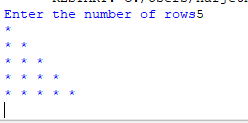 Enter the number of rows5
*
* *
* * *
* * * *
* * * * *